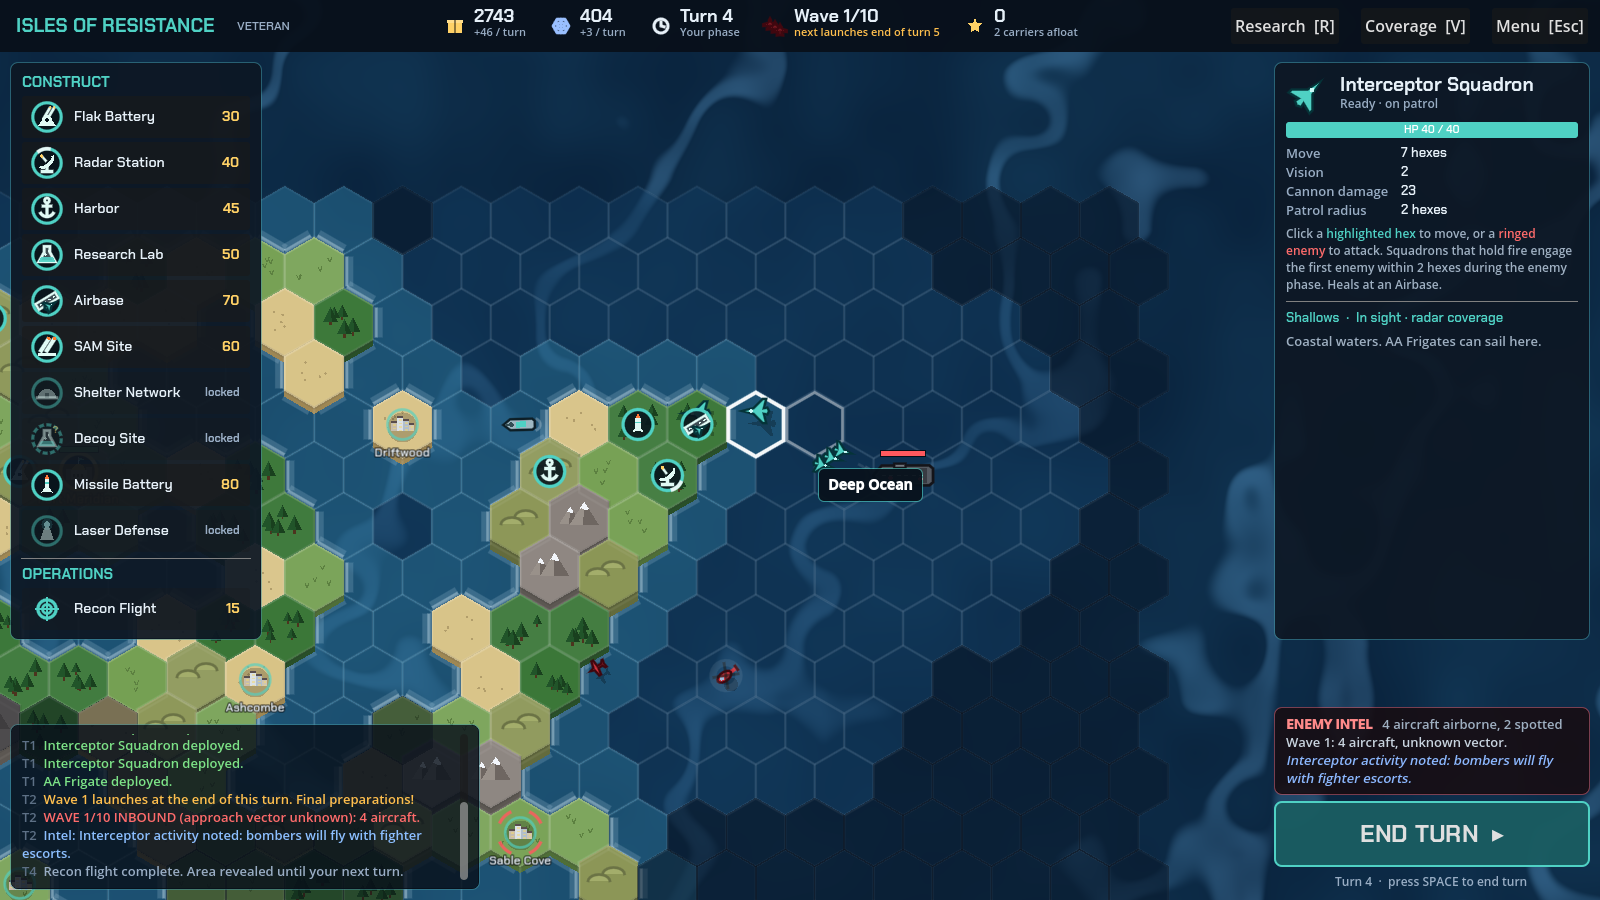 ISLES OF RESISTANCE
VETERAN
2743
+46 / turn
404
+3 / turn
Turn 4
Your phase
Wave 1/10
next launches end of turn 5
0
2 carriers afloat
Research [R]
Coverage [V]
Menu [Esc]
CONSTRUCT
Flak Battery 30
Radar Station 40
Harbor 45
Research Lab 50
Airbase 70
SAM Site 60
Shelter Network locked
Decoy Site locked
Missile Battery 80
Laser Defense locked
OPERATIONS
Recon Flight 15
Driftwood
Ashcombe
Sable Cove
Deep Ocean
T1 Interceptor Squadron deployed.
T1 Interceptor Squadron deployed.
T1 AA Frigate deployed.
T2 Wave 1 launches at the end of this turn. Final preparations!
T2 WAVE 1/10 INBOUND (approach vector unknown): 4 aircraft.
T2 Intel: Interceptor activity noted: bombers will fly with fighter
escorts.
T4 Recon flight complete. Area revealed until your next turn.
Interceptor Squadron
Ready · on patrol
HP 40 / 40
Move 7 hexes
Vision 2
Cannon damage 23
Patrol radius 2 hexes
Click a highlighted hex to move, or a ringed
enemy to attack. Squadrons that hold fire engage
the first enemy within 2 hexes during the enemy
phase. Heals at an Airbase.
Shallows · In sight · radar coverage
Coastal waters. AA Frigates can sail here.
ENEMY INTEL 4 aircraft airborne, 2 spotted
Wave 1: 4 aircraft, unknown vector.
Interceptor activity noted: bombers will fly
with fighter escorts.
END TURN ►
Turn 4 · press SPACE to end turn